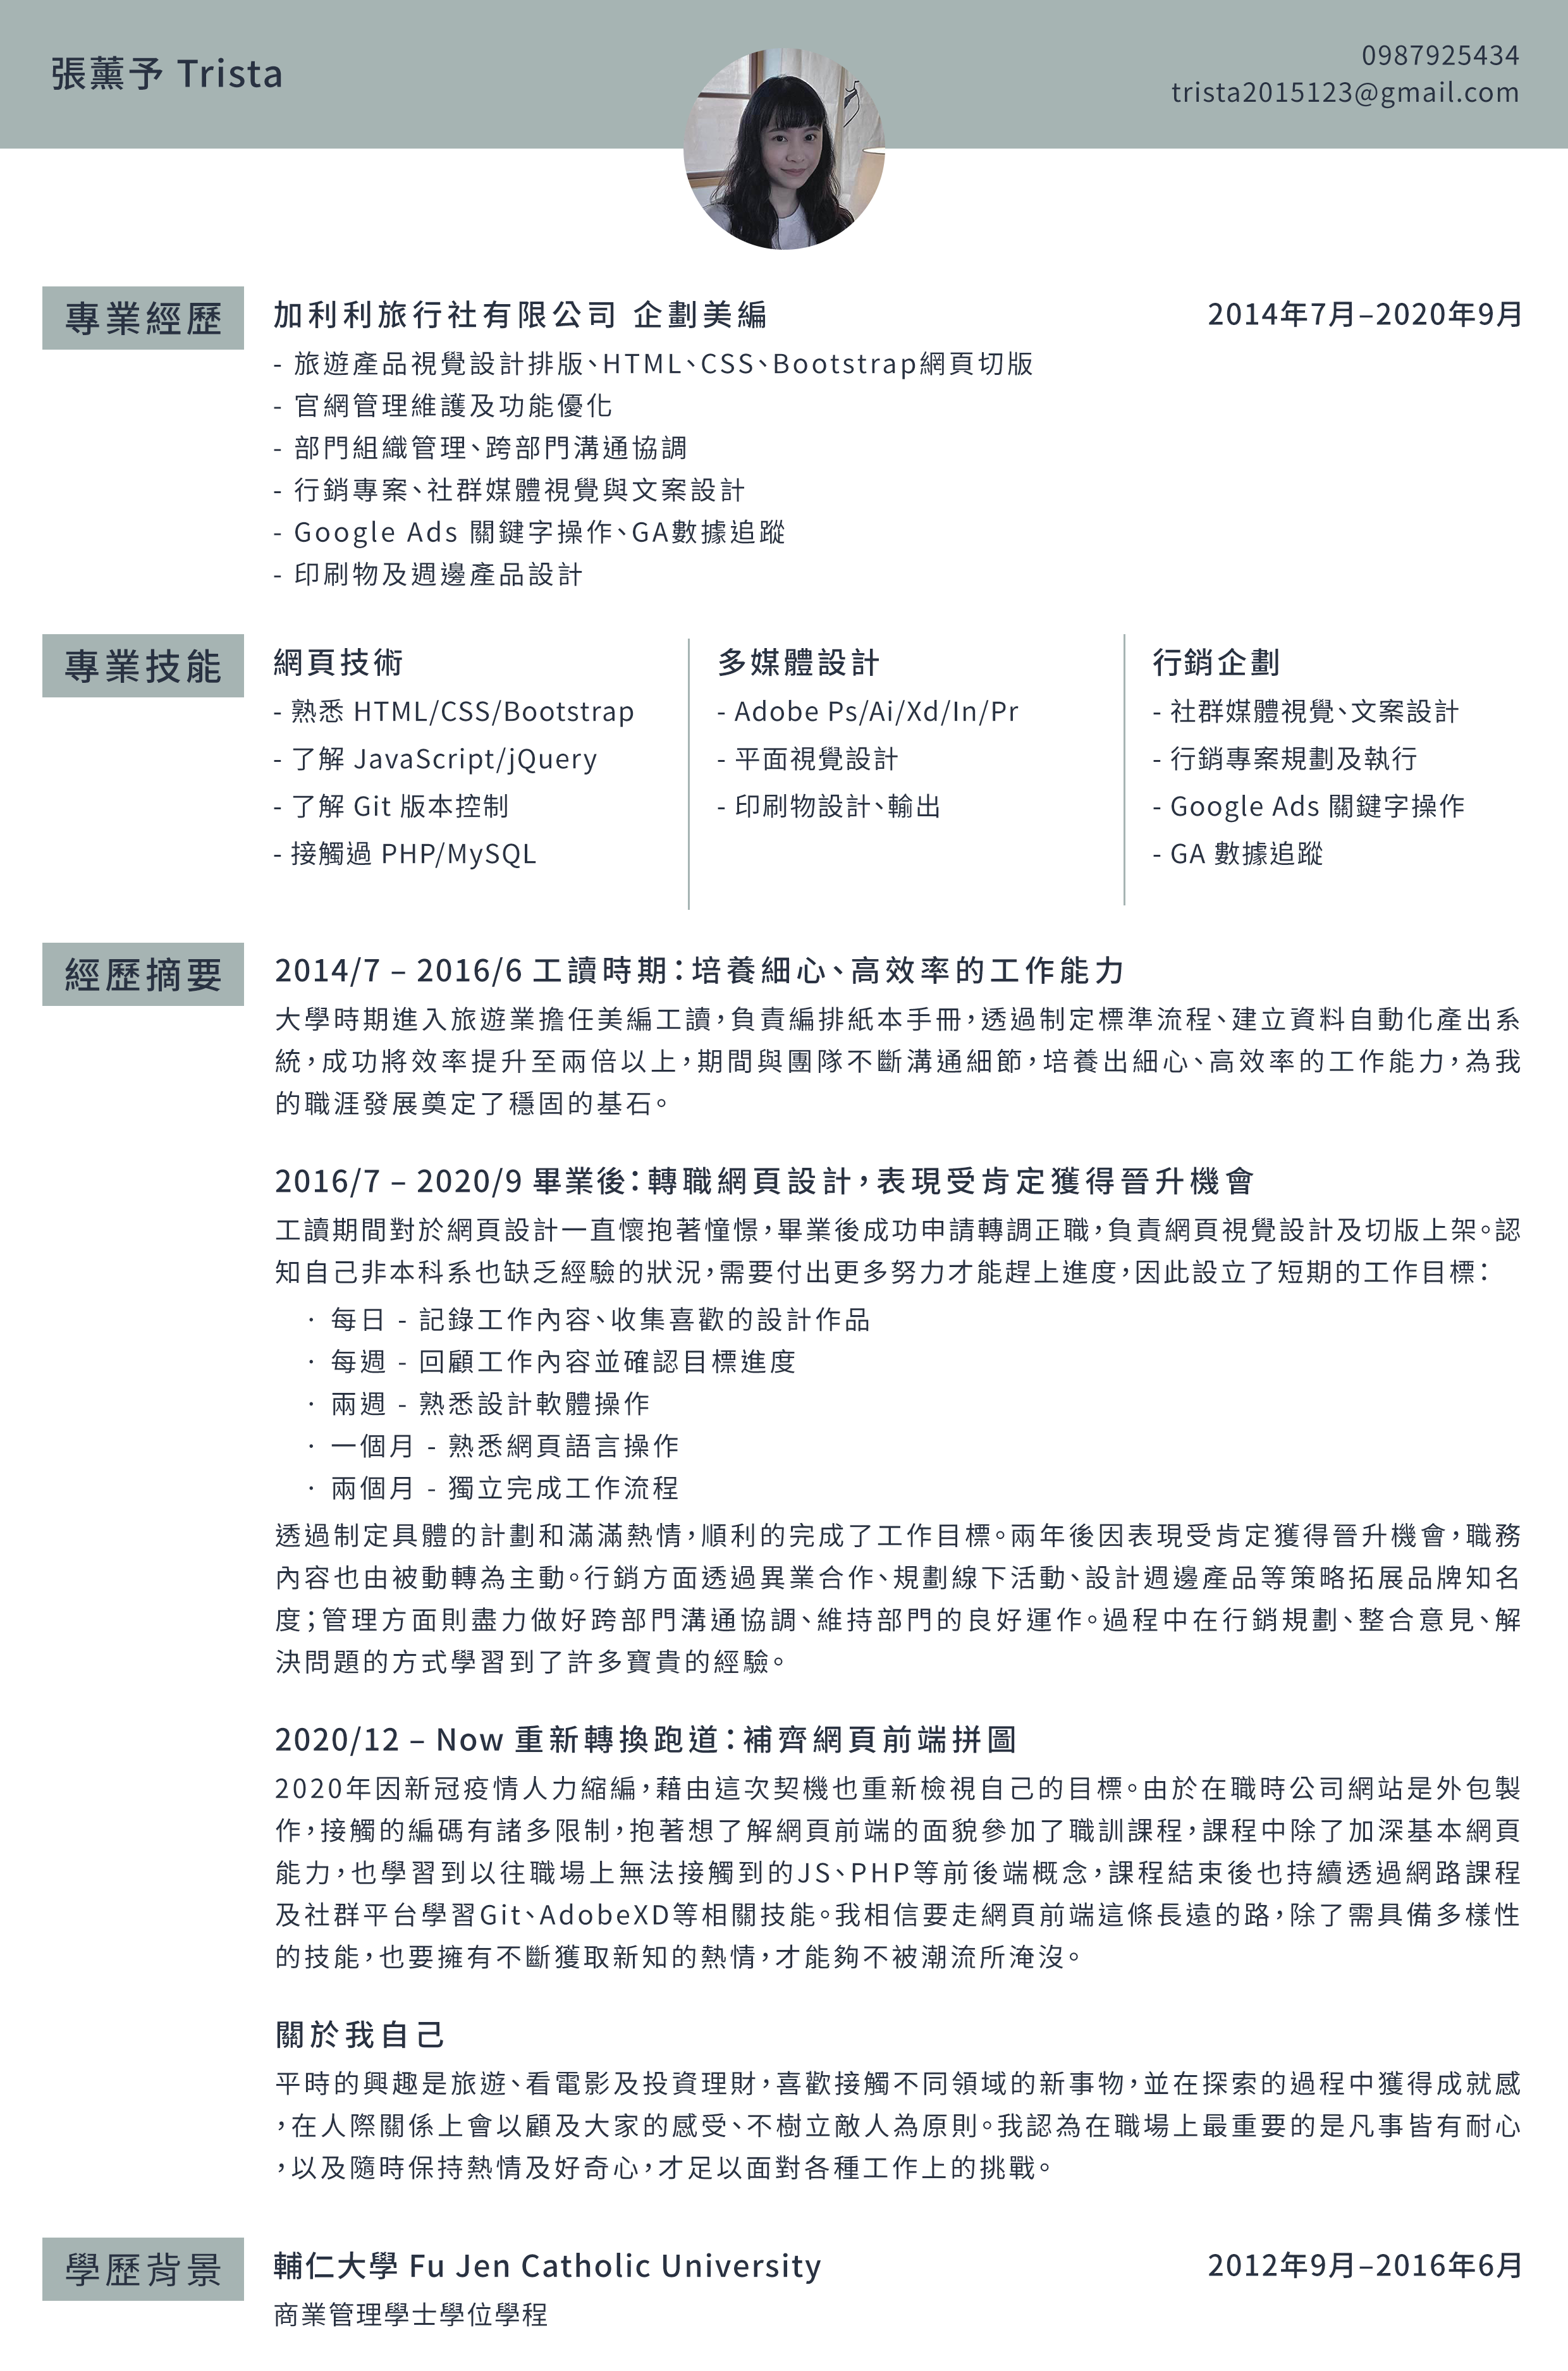 張薰予 Trista
0987925434
trista2015123@gmail.com
專業經歷
加利利旅行社有限公司 企劃美編
2014年7月–2020年9月
- 旅遊產品視覺設計排版、HTML、CSS、Bootstrap網頁切版
- 官網管理維護及功能優化
- 部門組織管理、跨部門溝通協調
- 行銷專案、社群媒體視覺與文案設計
- Google Ads 關鍵字操作、GA數據追蹤
- 印刷物及週邊產品設計
專業技能
網頁技術
- 熟悉 HTML/CSS/Bootstrap
- 了解 JavaScript/jQuery
- 了解 Git 版本控制
- 接觸過 PHP/MySQL
多媒體設計
- Adobe Ps/Ai/Xd/In/Pr
- 平面視覺設計
- 印刷物設計、輸出
行銷企劃
- 社群媒體視覺、文案設計
- 行銷專案規劃及執行
- Google Ads 關鍵字操作
- GA 數據追蹤
經歷摘要
2014/7 – 2016/6 工讀時期：培養細心、高效率的工作能力
大學時期進入旅遊業擔任美編工讀，負責編排紙本手冊，透過制定標準流程、建立資料自動化產出系
統，成功將效率提升至兩倍以上，期間與團隊不斷溝通細節，培養出細心、高效率的工作能力，為我
的職涯發展奠定了穩固的基石。
2016/7 – 2020/9 畢業後：轉職網頁設計，表現受肯定獲得晉升機會
工讀期間對於網頁設計一直懷抱著憧憬，畢業後成功申請轉調正職，負責網頁視覺設計及切版上架。認
知自己非本科系也缺乏經驗的狀況，需要付出更多努力才能趕上進度，因此設立了短期的工作目標：
· 每日 - 記錄工作內容、收集喜歡的設計作品
· 每週 - 回顧工作內容並確認目標進度
· 兩週 - 熟悉設計軟體操作
· 一個月 - 熟悉網頁語言操作
· 兩個月 - 獨立完成工作流程
透過制定具體的計劃和滿滿熱情，順利的完成了工作目標。兩年後因表現受肯定獲得晉升機會，職務
內容也由被動轉為主動。行銷方面透過異業合作、規劃線下活動、設計週邊產品等策略拓展品牌知名
度；管理方面則盡力做好跨部門溝通協調、維持部門的良好運作。過程中在行銷規劃、整合意見、解
決問題的方式學習到了許多寶貴的經驗。
2020/12 – Now 重新轉換跑道：補齊網頁前端拼圖
2020年因新冠疫情人力縮編，藉由這次契機也重新檢視自己的目標。由於在職時公司網站是外包製
作，接觸的編碼有諸多限制，抱著想了解網頁前端的面貌參加了職訓課程，課程中除了加深基本網頁
能力，也學習到以往職場上無法接觸到的JS、PHP等前後端概念，課程結束後也持續透過網路課程
及社群平台學習Git、AdobeXD等相關技能。我相信要走網頁前端這條長遠的路，除了需具備多樣性
的技能，也要擁有不斷獲取新知的熱情，才能夠不被潮流所淹沒。
關於我自己
平時的興趣是旅遊、看電影及投資理財，喜歡接觸不同領域的新事物，並在探索的過程中獲得成就感
，在人際關係上會以顧及大家的感受、不樹立敵人為原則。我認為在職場上最重要的是凡事皆有耐心
，以及隨時保持熱情及好奇心，才足以面對各種工作上的挑戰。
學歷背景
輔仁大學 Fu Jen Catholic University
2012年9月–2016年6月
商業管理學士學位學程